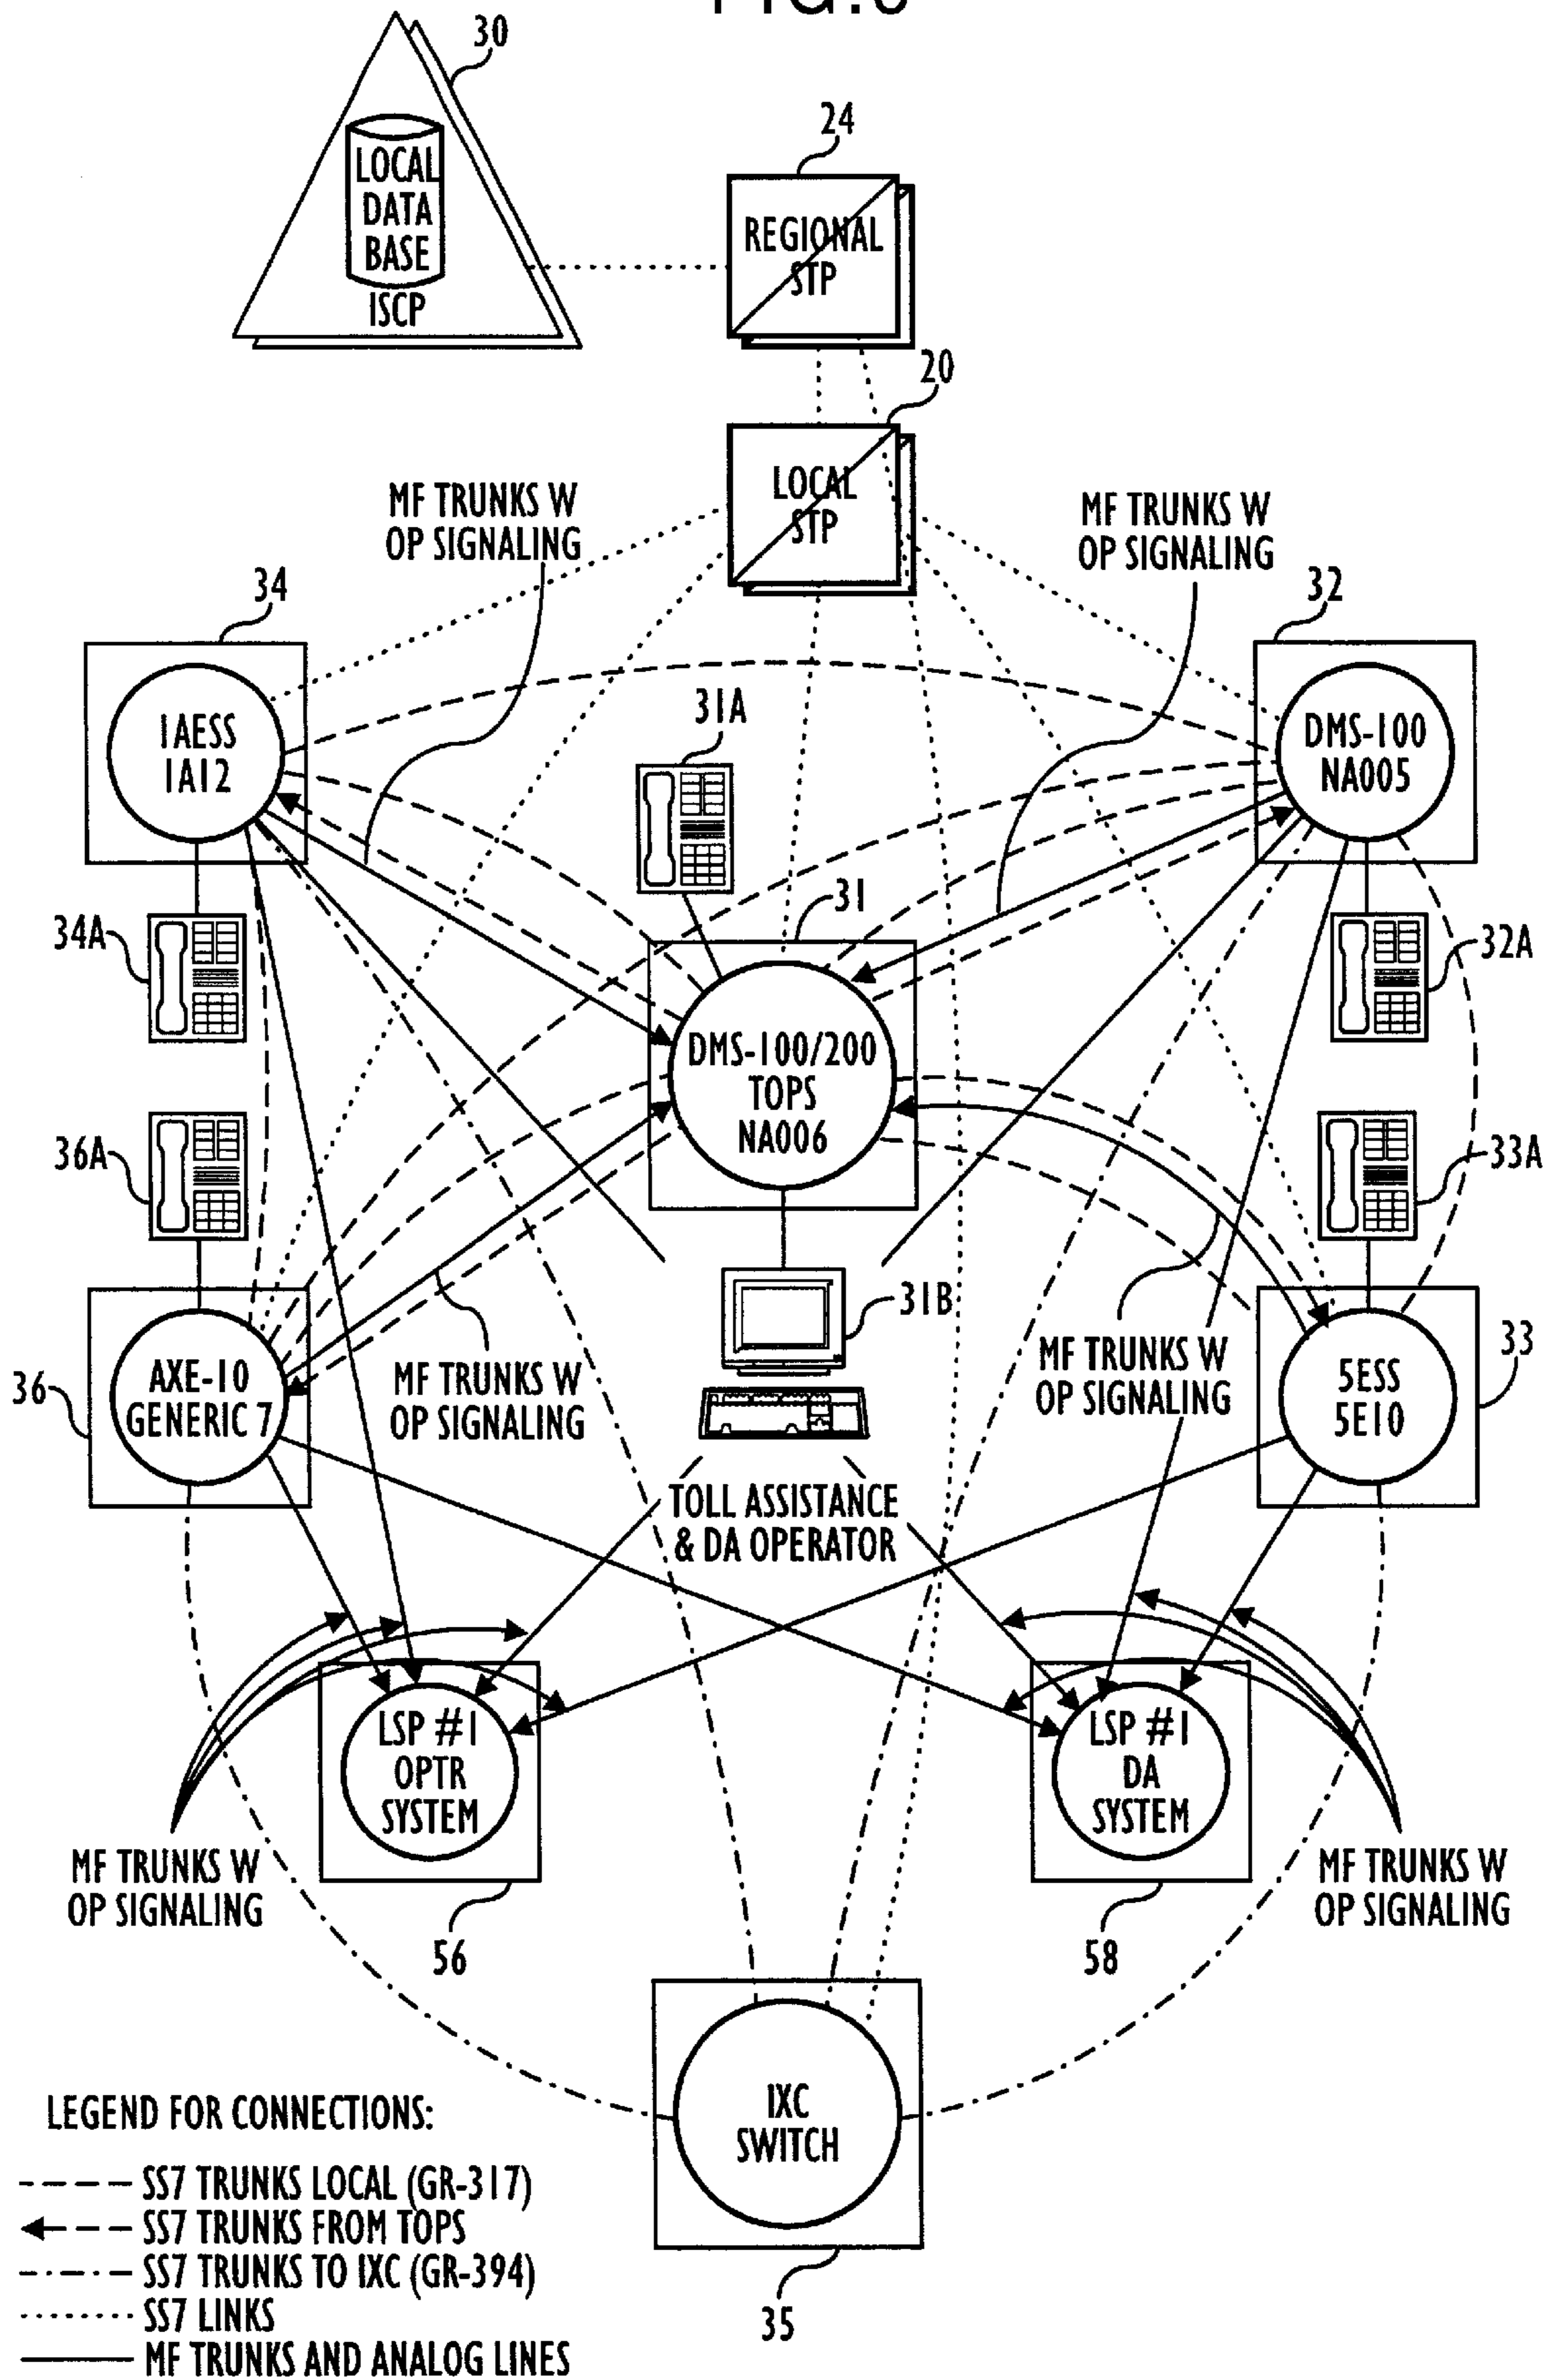 30
24
LOCAL
DATA
BASE
ISCP
REGIONAL
STP
20
LOCAL
STP
MF TRUNKS W
OP SIGNALING
MF TRUNKS W
OP SIGNALING
34
32
1AESS
1A12
31A
DMS-100
NA005
31
34A
32A
DMS-100/200
TOPS
NA006
36A
33A
31B
MF TRUNKS W
OP SIGNALING
MF TRUNKS W
OP SIGNALING
36
AXE-10
GENERIC 7
5ESS
5E10
33
TOLL ASSISTANCE
& DA OPERATOR
LSP #1
OPTR
SYSTEM
LSP #1
DA
SYSTEM
MF TRUNKS W
OP SIGNALING
MF TRUNKS W
OP SIGNALING
56
58
IXC
SWITCH
35
LEGEND FOR CONNECTIONS:
SS7 TRUNKS LOCAL (GR-317)
SS7 TRUNKS FROM TOPS
SS7 TRUNKS TO IXC (GR-394)
SS7 LINKS
MF TRUNKS AND ANALOG LINES